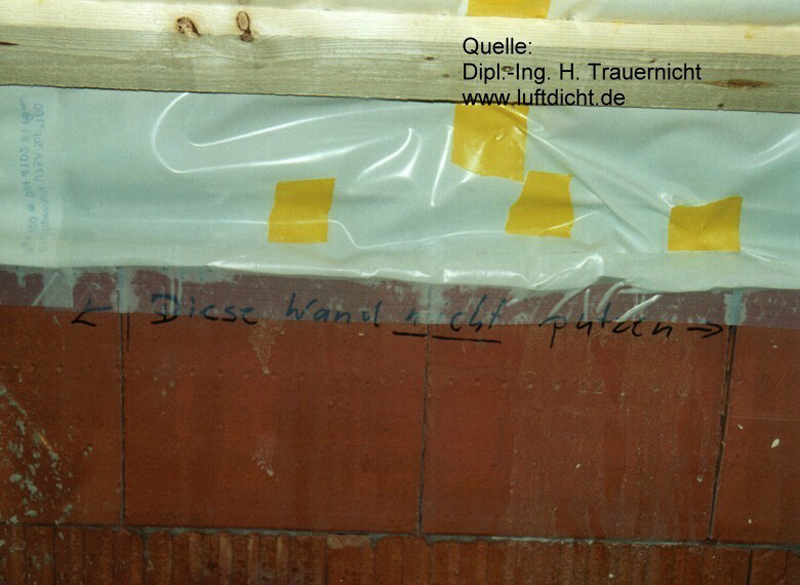 Quelle:
Dipl.-Ing. H. Trauernicht
www.luftdicht.de
← Diese Wand nicht putzen →